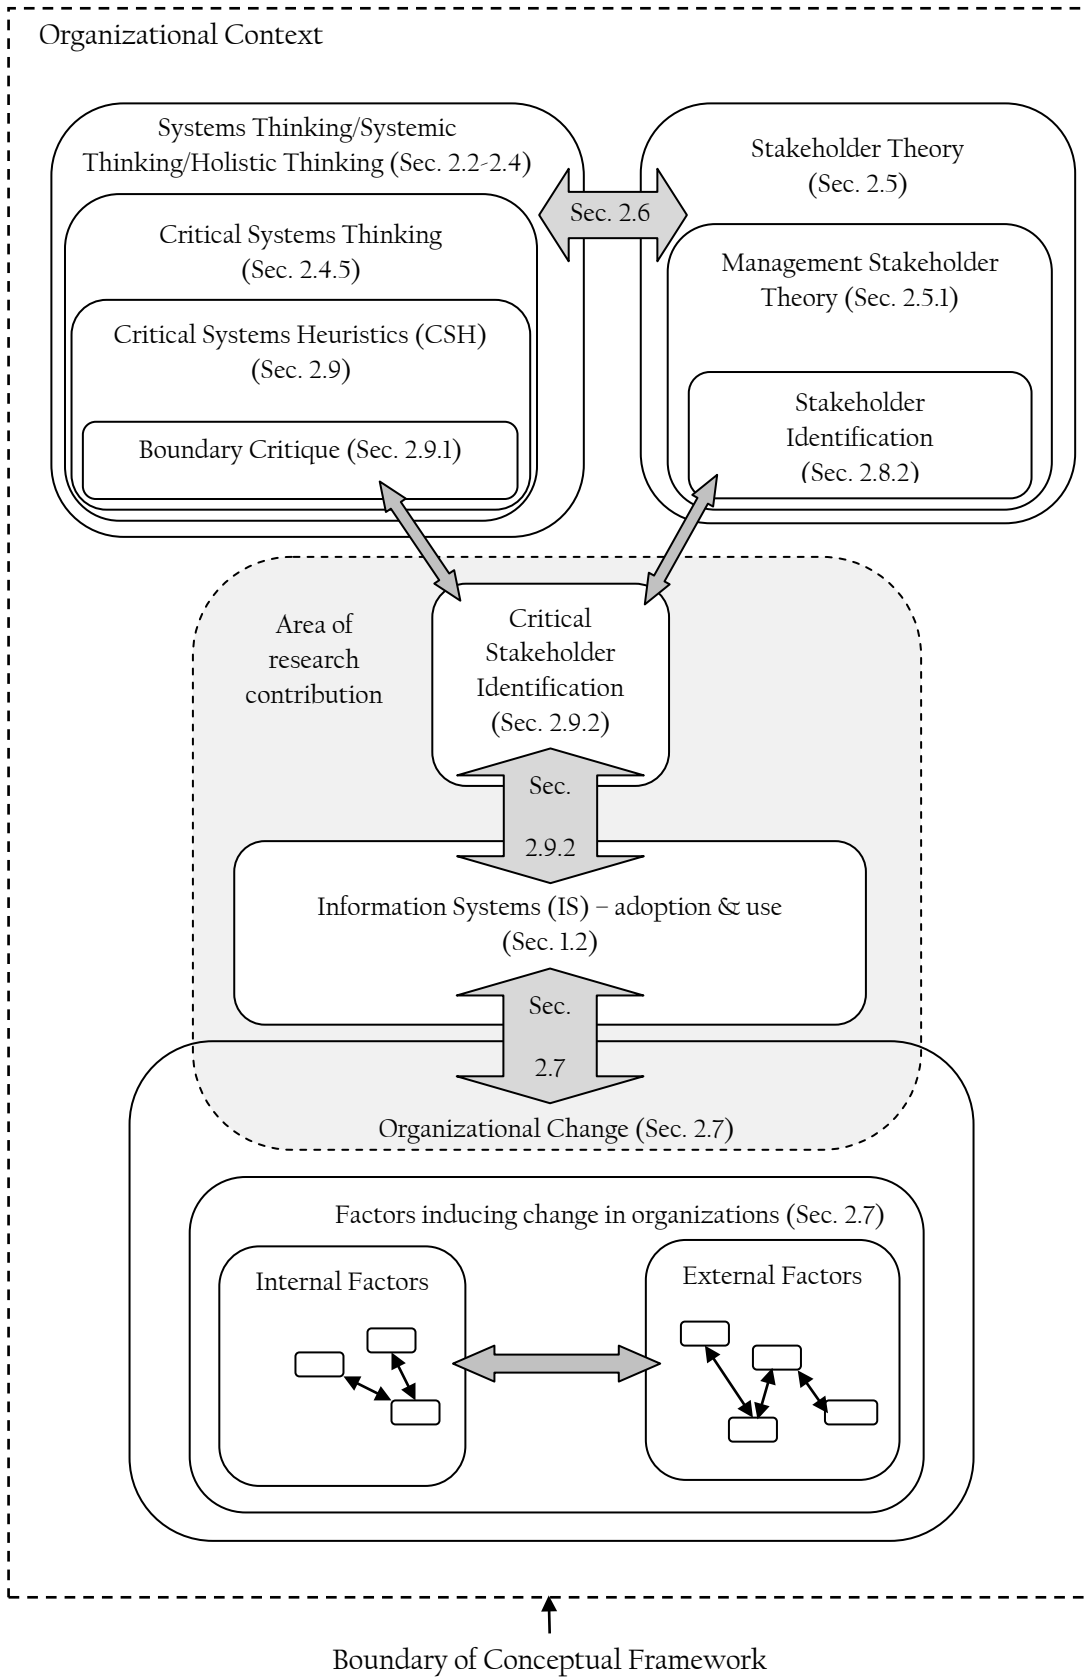 Organizational Context
Systems Thinking/Systemic
Thinking/Holistic Thinking (Sec. 2.2-2.4)
Critical Systems Thinking
(Sec. 2.4.5)
Critical Systems Heuristics (CSH)
(Sec. 2.9)
Boundary Critique (Sec. 2.9.1)
Sec. 2.6
Stakeholder Theory
(Sec. 2.5)
Management Stakeholder
Theory (Sec. 2.5.1)
Stakeholder
Identification
(Sec. 2.8.2)
Area of
research
contribution
Critical
Stakeholder
Identification
(Sec. 2.9.2)
Sec.
2.9.2
Information Systems (IS) – adoption & use
(Sec. 1.2)
Sec.
2.7
Organizational Change (Sec. 2.7)
Factors inducing change in organizations (Sec. 2.7)
Internal Factors
External Factors
Boundary of Conceptual Framework